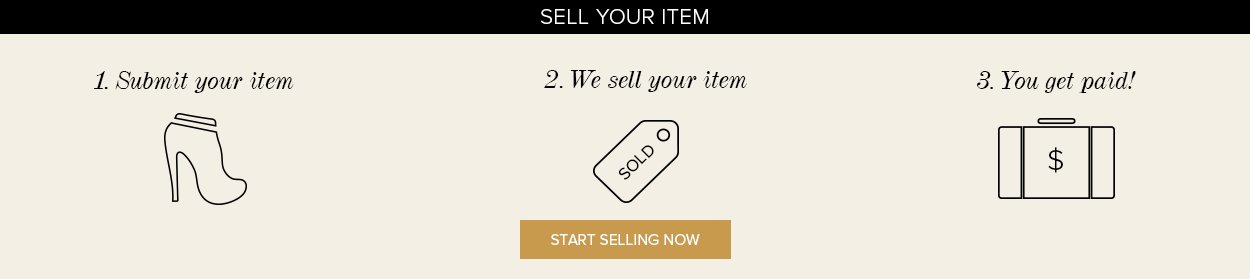 SELL YOUR ITEM
1. Submit your item
2. We sell your item
3. You get paid!
SOLD
$
START SELLING NOW